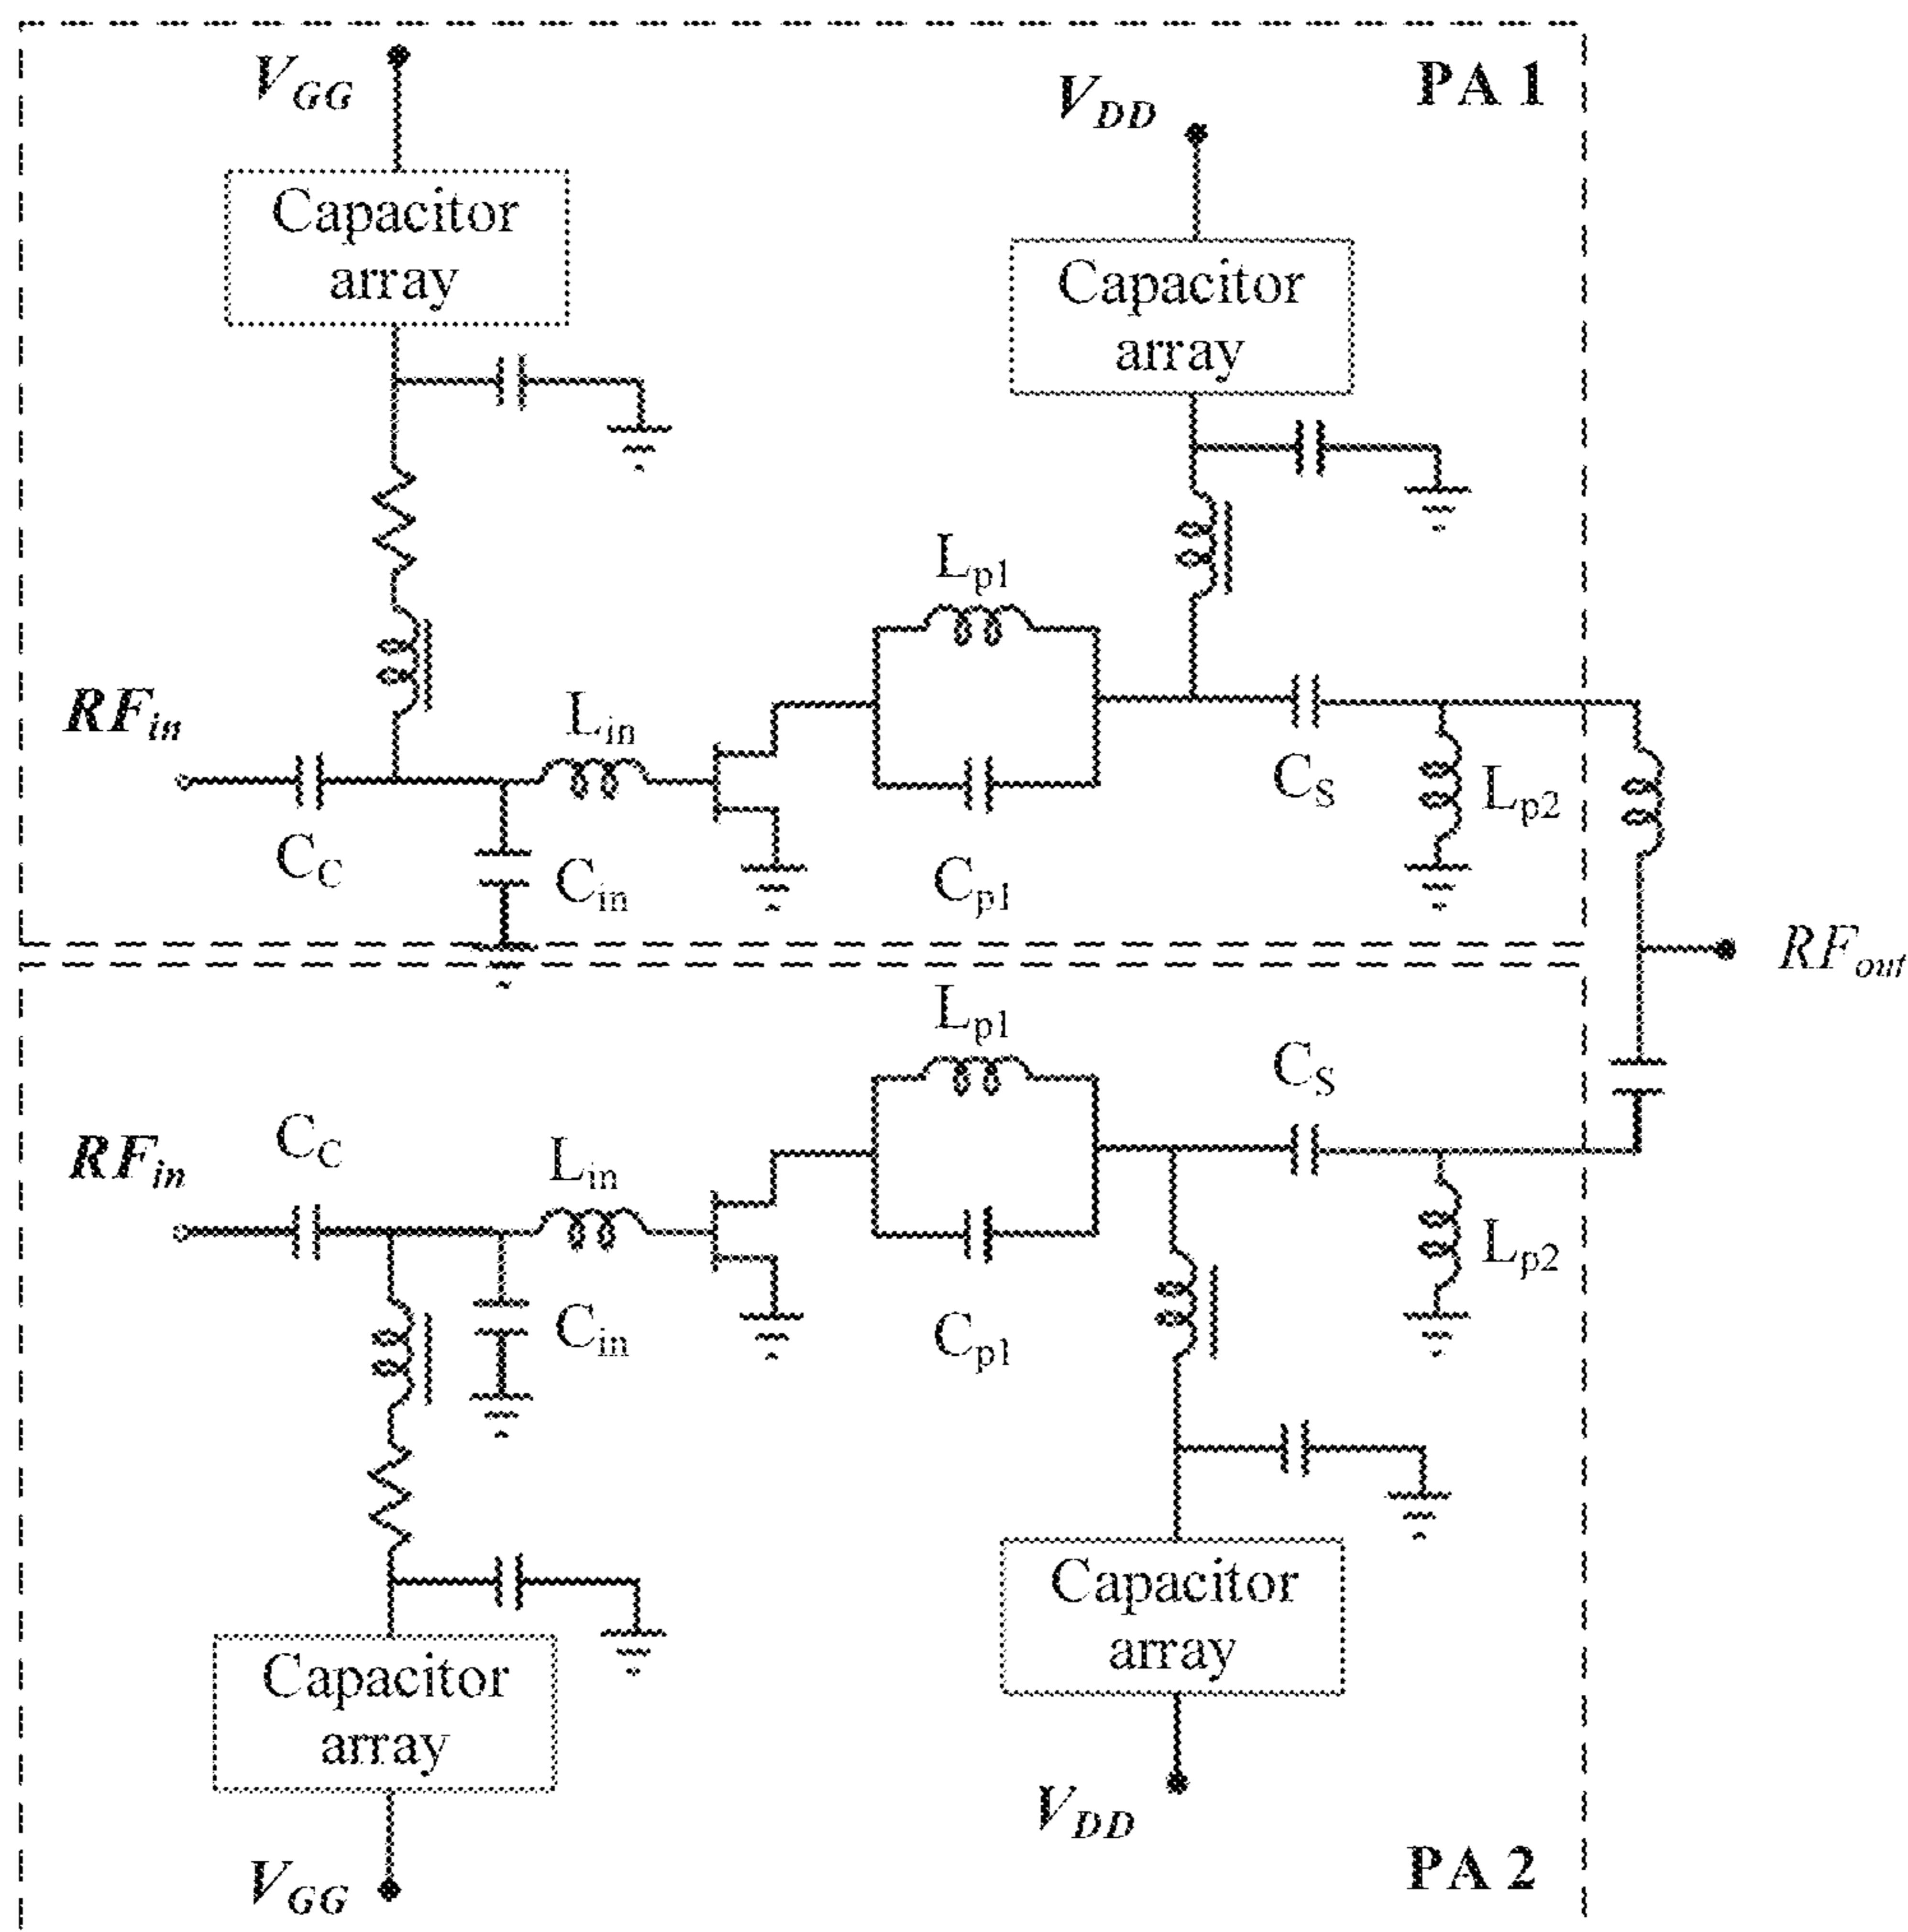 PA 1
V_GG
V_DD
Capacitor
array
Capacitor
array
L_p1
RF_in
L_in
C_S
L_p2
C_C
C_in
C_p1
RF_out
L_p1
C_S
C_C
RF_in
L_in
L_p2
C_in
C_p1
Capacitor
array
Capacitor
array
V_DD
V_GG
PA 2